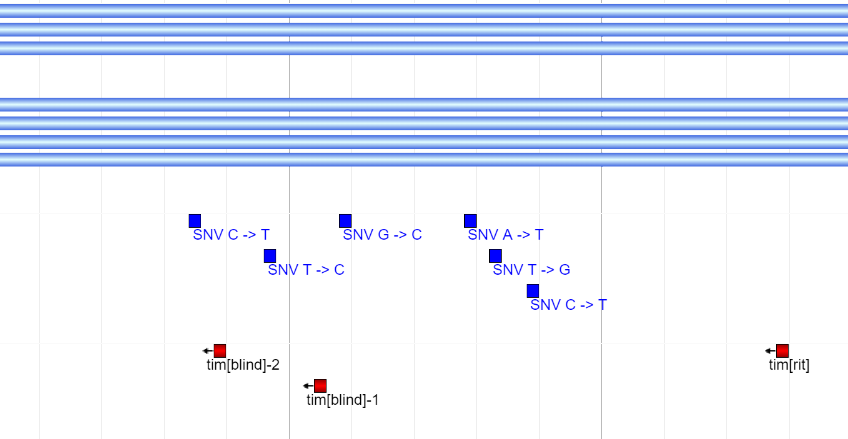 SNV C -> T
SNV G -> C
SNV A -> T
SNV T -> C
SNV T -> G
SNV C -> T
tim[blind]-2
tim[rit]
tim[blind]-1